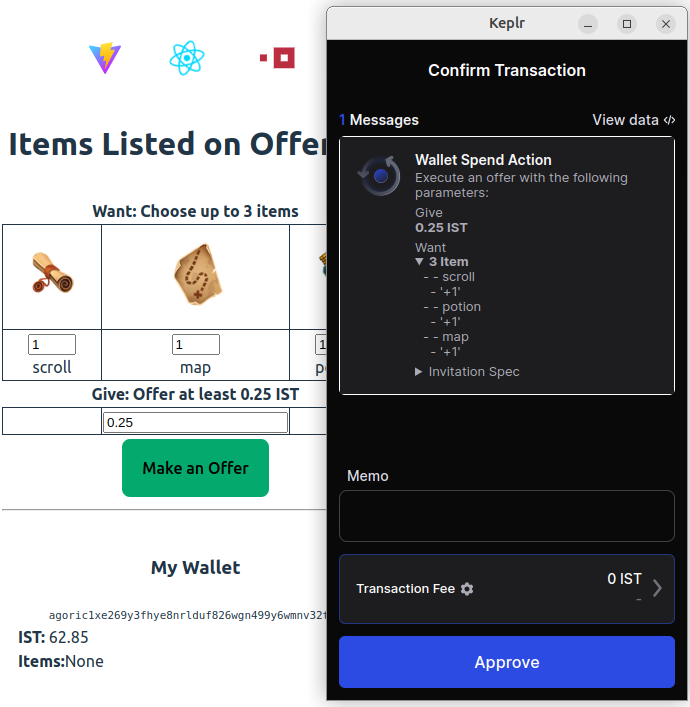 Items Listed on Offer
Want: Choose up to 3 items
1
1
1
scroll
map
Give: Offer at least 0.25 IST
0.25
Make an Offer
My Wallet
IST: 62.85
Items:None
Keplr
Confirm Transaction
1 Messages
View data </>
Wallet Spend Action
Execute an offer with the following
parameters:
Give
0.25 IST
Want
▼ 3 Item
- - scroll
- '+1'
- - potion
- '+1'
- - map
- '+1'
▶ Invitation Spec
Memo
Transaction Fee
0 IST
-
Approve